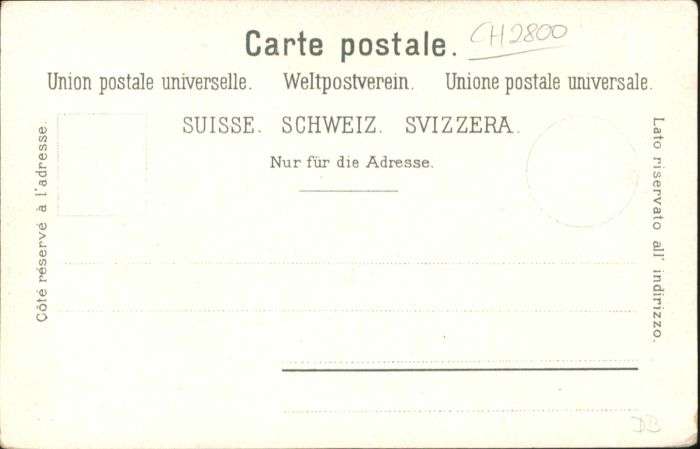 Carte postale. CH2800
Union postale universelle. Weltpostverein. Unione postale universale.
SUISSE. SCHWEIZ. SVIZZERA.
Nur für die Adresse.
Côté réservé à l'adresse.
Lato riservato all' indirizzo.
DB